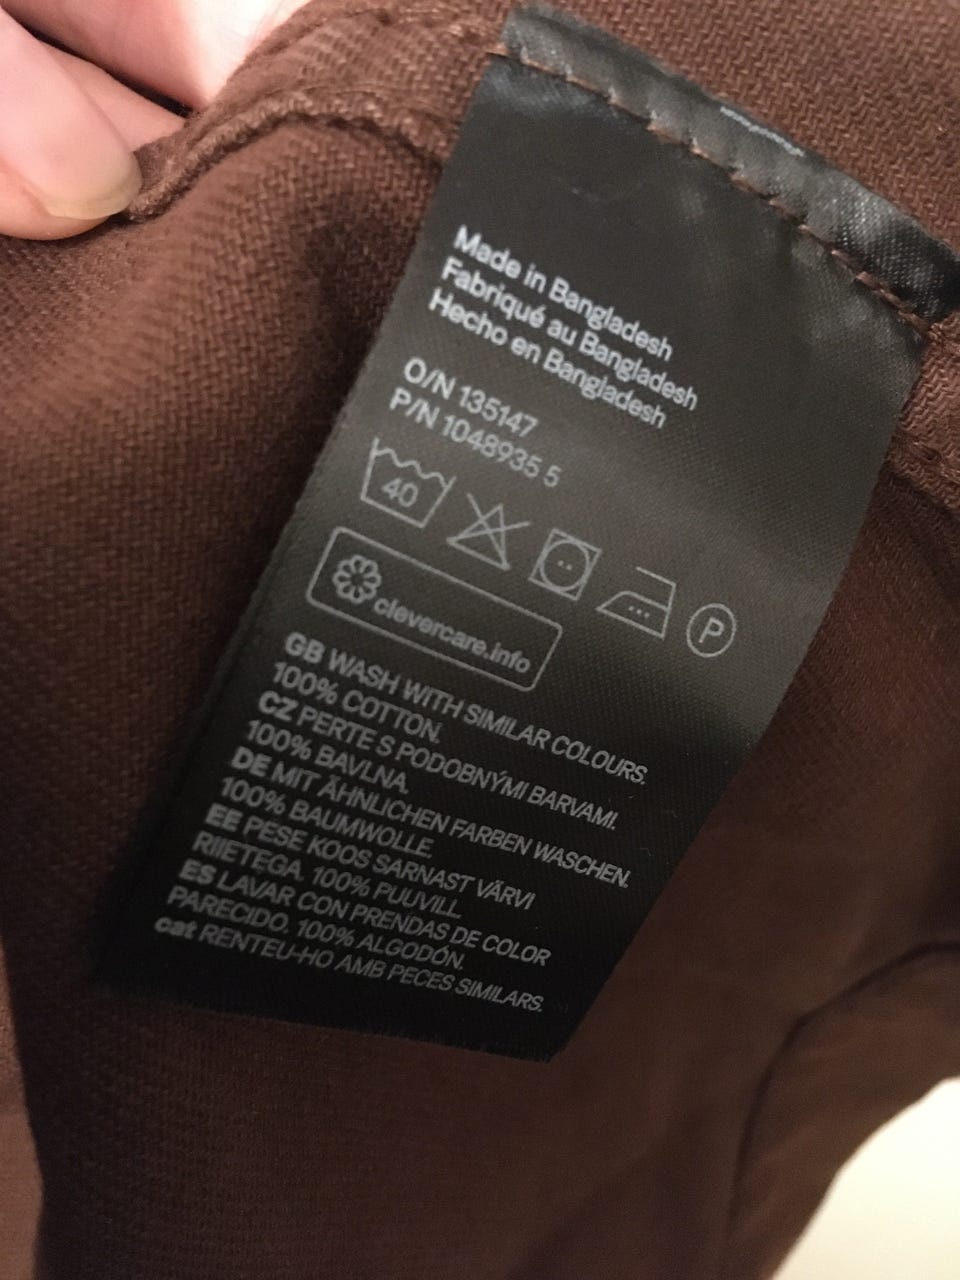 Made in Bangladesh
Fabriqué au Bangladesh
Hecho en Bangladesh
O/N 135147
P/N 1048935 5
40
P
clevercare.info
GB WASH WITH SIMILAR COLOURS.
100% COTTON.
CZ PERTE S PODOBNÝMI BARVAMI.
100% BAVLNA.
DE MIT ÄHNLICHEN FARBEN WASCHEN.
100% BAUMWOLLE.
EE PESE KOOS SARNAST VÄRVI
RIIETEGA. 100% PUUVILL.
ES LAVAR CON PRENDAS DE COLOR
PARECIDO. 100% ALGODÓN.
cat RENTEU-HO AMB PECES SIMILARS.